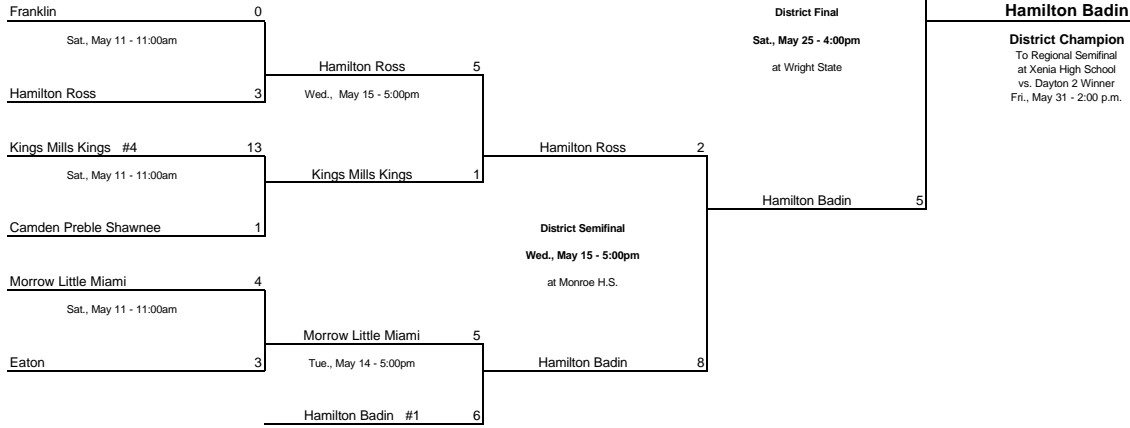 Franklin 0
Sat., May 11 - 11:00am
Hamilton Ross 3
Hamilton Ross 5
Wed., May 15 - 5:00pm
Kings Mills Kings #4 13
Sat., May 11 - 11:00am
Kings Mills Kings 1
Camden Preble Shawnee 1
Hamilton Ross 2
District Semifinal
Wed., May 15 - 5:00pm
at Monroe H.S.
Morrow Little Miami 4
Sat., May 11 - 11:00am
Eaton 3
Morrow Little Miami 5
Tue., May 14 - 5:00pm
Hamilton Badin #1 6
Hamilton Badin 8
District Final
Sat., May 25 - 4:00pm
at Wright State
Hamilton Badin 5
Hamilton Badin
District Champion
To Regional Semifinal
at Xenia High School
vs. Dayton 2 Winner
Fri., May 31 - 2:00 p.m.